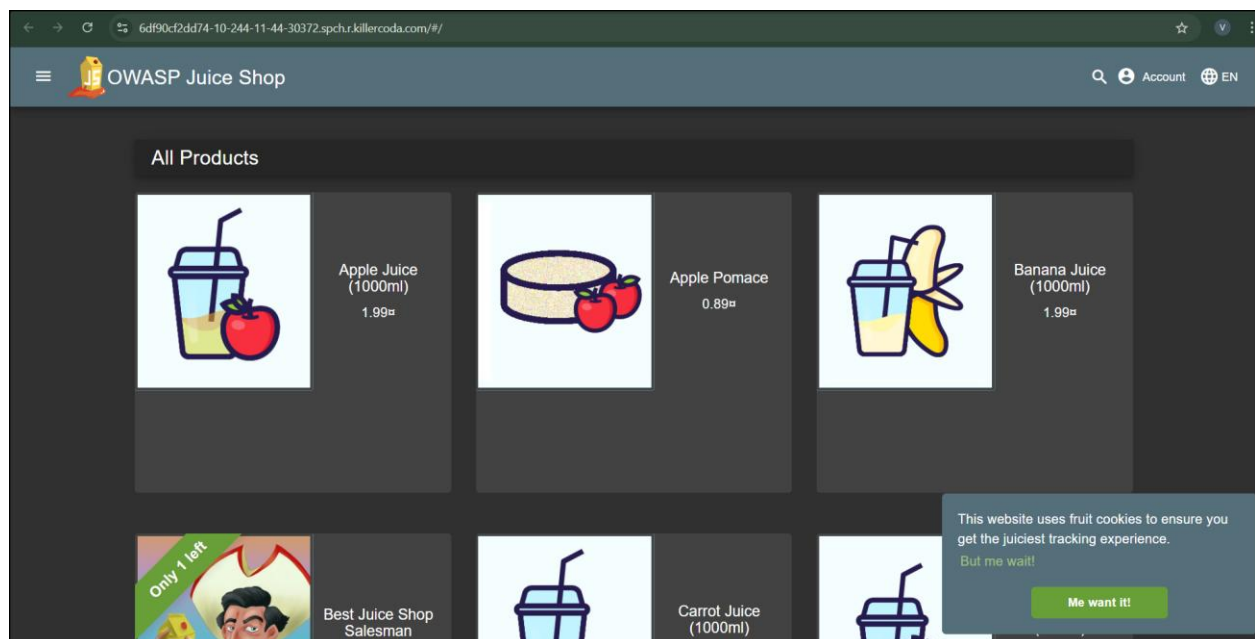 6df90cf2dd74-10-244-11-44-30372.spch.r.killercoda.com/#/
V
JS
OWASP Juice Shop
Account
EN
All Products
Apple Juice
(1000ml)
1.99¤
Apple Pomace
0.89¤
Banana Juice
(1000ml)
1.99¤
Only 1 left
Best Juice Shop
Salesman
Carrot Juice
(1000ml)
This website uses fruit cookies to ensure you
get the juiciest tracking experience.
But me wait!
Me want it!